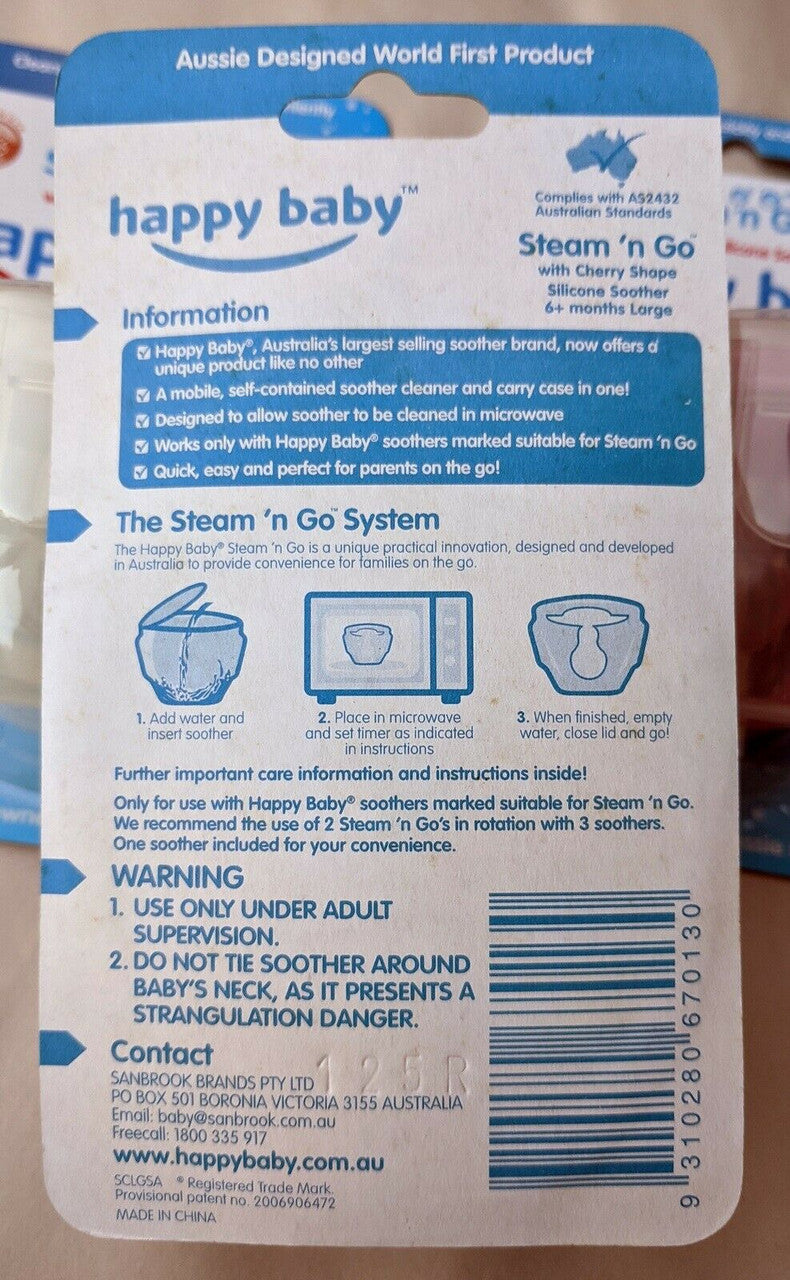 Aussie Designed World First Product
happy baby™
Complies with AS2432
Australian Standards
Steam 'n Go™
with Cherry Shape
Silicone Soother
6+ months Large
Information
Happy Baby®, Australia's largest selling soother brand, now offers a
unique product like no other
A mobile, self-contained soother cleaner and carry case in one!
Designed to allow soother to be cleaned in microwave
Works only with Happy Baby® soothers marked suitable for Steam 'n Go
Quick, easy and perfect for parents on the go!
The Steam 'n Go™ System
The Happy Baby® Steam 'n Go is a unique practical innovation, designed and developed
in Australia to provide convenience for families on the go.
1. Add water and
insert soother
2. Place in microwave
and set timer as indicated
in instructions
3. When finished, empty
water, close lid and go!
Further important care information and instructions inside!
Only for use with Happy Baby® soothers marked suitable for Steam 'n Go.
We recommend the use of 2 Steam 'n Go's in rotation with 3 soothers.
One soother included for your convenience.
WARNING
1. USE ONLY UNDER ADULT
SUPERVISION.
2. DO NOT TIE SOOTHER AROUND
BABY'S NECK, AS IT PRESENTS A
STRANGULATION DANGER.
Contact
125R
SANBROOK BRANDS PTY LTD
PO BOX 501 BORONIA VICTORIA 3155 AUSTRALIA
Email: baby@sanbrook.com.au
Freecall: 1800 335 917
www.happybaby.com.au
SCLGSA ® Registered Trade Mark.
Provisional patent no. 2006906472
MADE IN CHINA
9 310280 670130